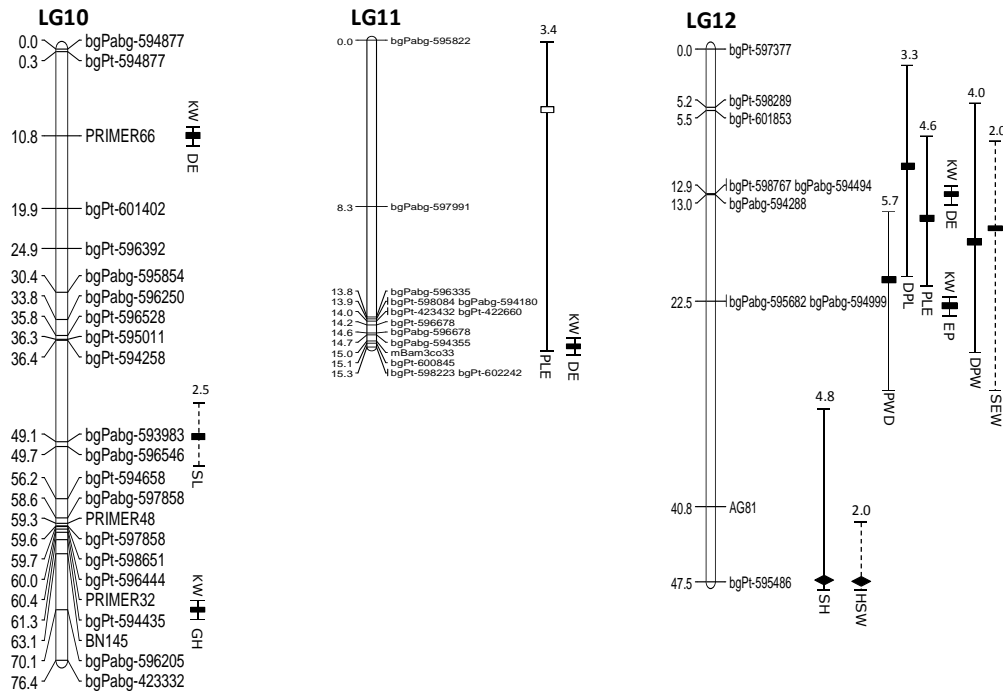 LG10
0.0 bgPabg-594877
0.3 bgPt-594877
10.8 PRIMER66
19.9 bgPt-601402
24.9 bgPt-596392
30.4 bgPabg-595854
33.8 bgPabg-596250
35.8 bgPt-596528
36.3 bgPt-595011
36.4 bgPt-594258
49.1 bgPabg-593983
49.7 bgPabg-596546
56.2 bgPt-594658
58.6 bgPabg-597858
59.3 PRIMER48
59.6 bgPt-597858
59.7 bgPt-598651
60.0 bgPt-596444
60.4 PRIMER32
61.3 bgPt-594435
63.1 BN145
70.1 bgPabg-596205
76.4 bgPabg-423332
KW DE
2.5 SL
KW GH
LG11
0.0 bgPabg-595822
8.3 bgPabg-597991
13.8 bgPabg-596335
13.9 bgPt-598084 bgPabg-594180
14.0 bgPt-423432 bgPt-422660
14.2 bgPt-596678
14.6 bgPabg-596678
14.7 bgPabg-594355
15.0 mBam3co33
15.1 bgPt-600845
15.3 bgPt-598223 bgPt-602242
3.4 PLE
KW DE
LG12
0.0 bgPt-597377
5.2 bgPt-598289
5.5 bgPt-601853
12.9 bgPt-598767 bgPabg-594494
13.0 bgPabg-594288
22.5 bgPabg-595682 bgPabg-594999
40.8 AG81
47.5 bgPt-595486
4.8 SH
2.0 HSW
5.7 PWD
3.3 DPL
4.6 PLE
KW DE
KW EP
4.0 DPW
2.0 SEW